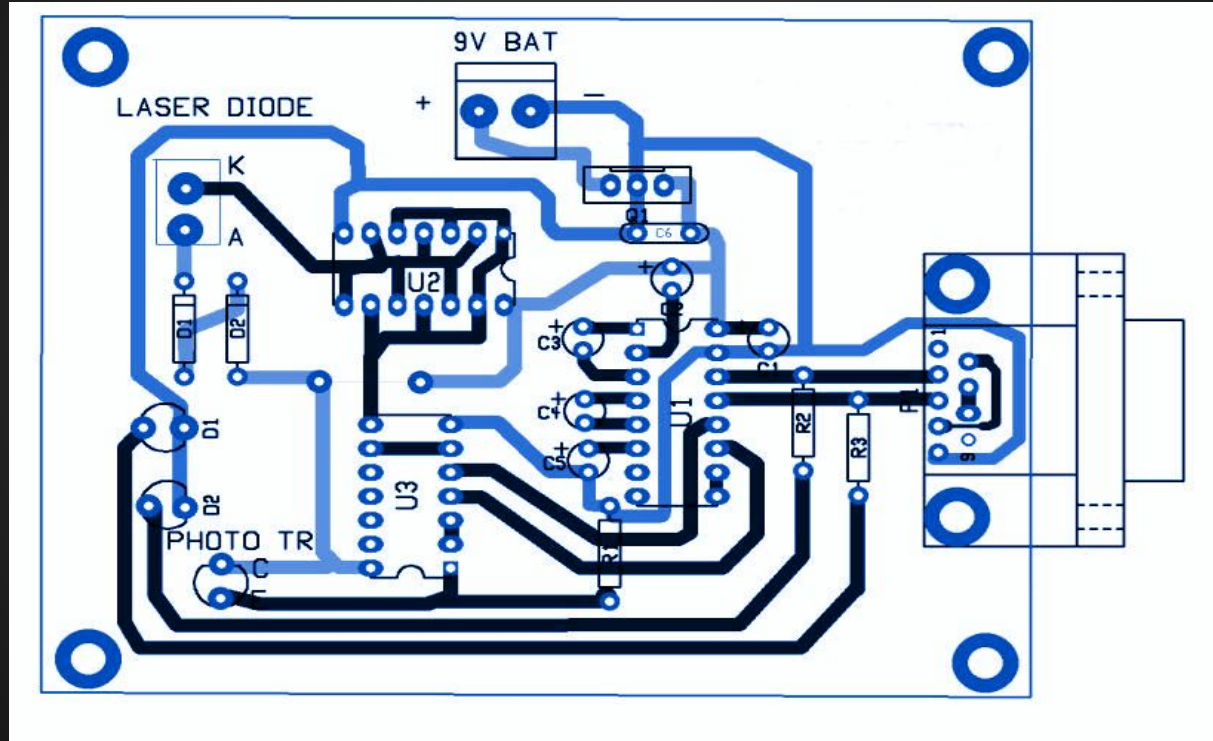 9V BAT
LASER DIODE
+
−
K
A
Q1
C6
U2
+
D1
D2
+
C3
C1
1
U1
+
C4
R2
R3
+
C5
9
D1
U3
D2
R1
PHOTO TR
C